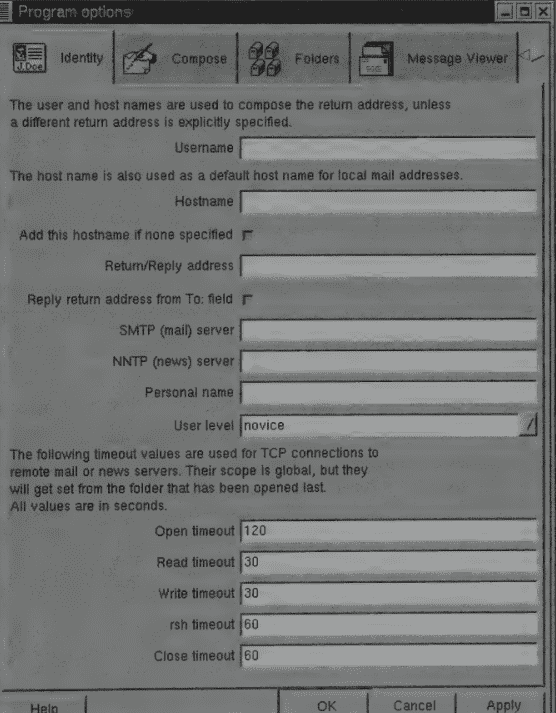 Program options
J.Doe Identity Compose Folders Message Viewer
The user and host names are used to compose the return address, unless
a different return address is explicitly specified.
Username
The host name is also used as a default host name for local mail addresses.
Hostname
Add this hostname if none specified
Return/Reply address
Reply return address from To: field
SMTP (mail) server
NNTP (news) server
Personal name
User level novice
The following timeout values are used for TCP connections to
remote mail or news servers. Their scope is global, but they
will get set from the folder that has been opened last.
All values are in seconds.
Open timeout 120
Read timeout 30
Write timeout 30
rsh timeout 60
Close timeout 60
Help OK Cancel Apply